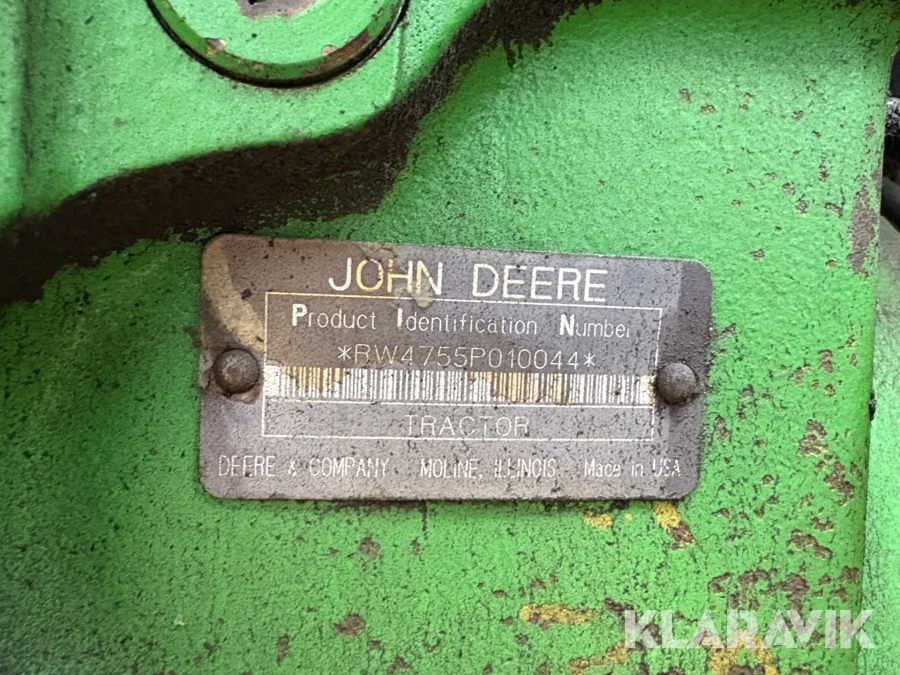 JOHN DEERE
Product Identification Number
*RW4755P010044*
TRACTOR
DEERE & COMPANY MOLINE, ILLINOIS Made in USA
KLARAVIK